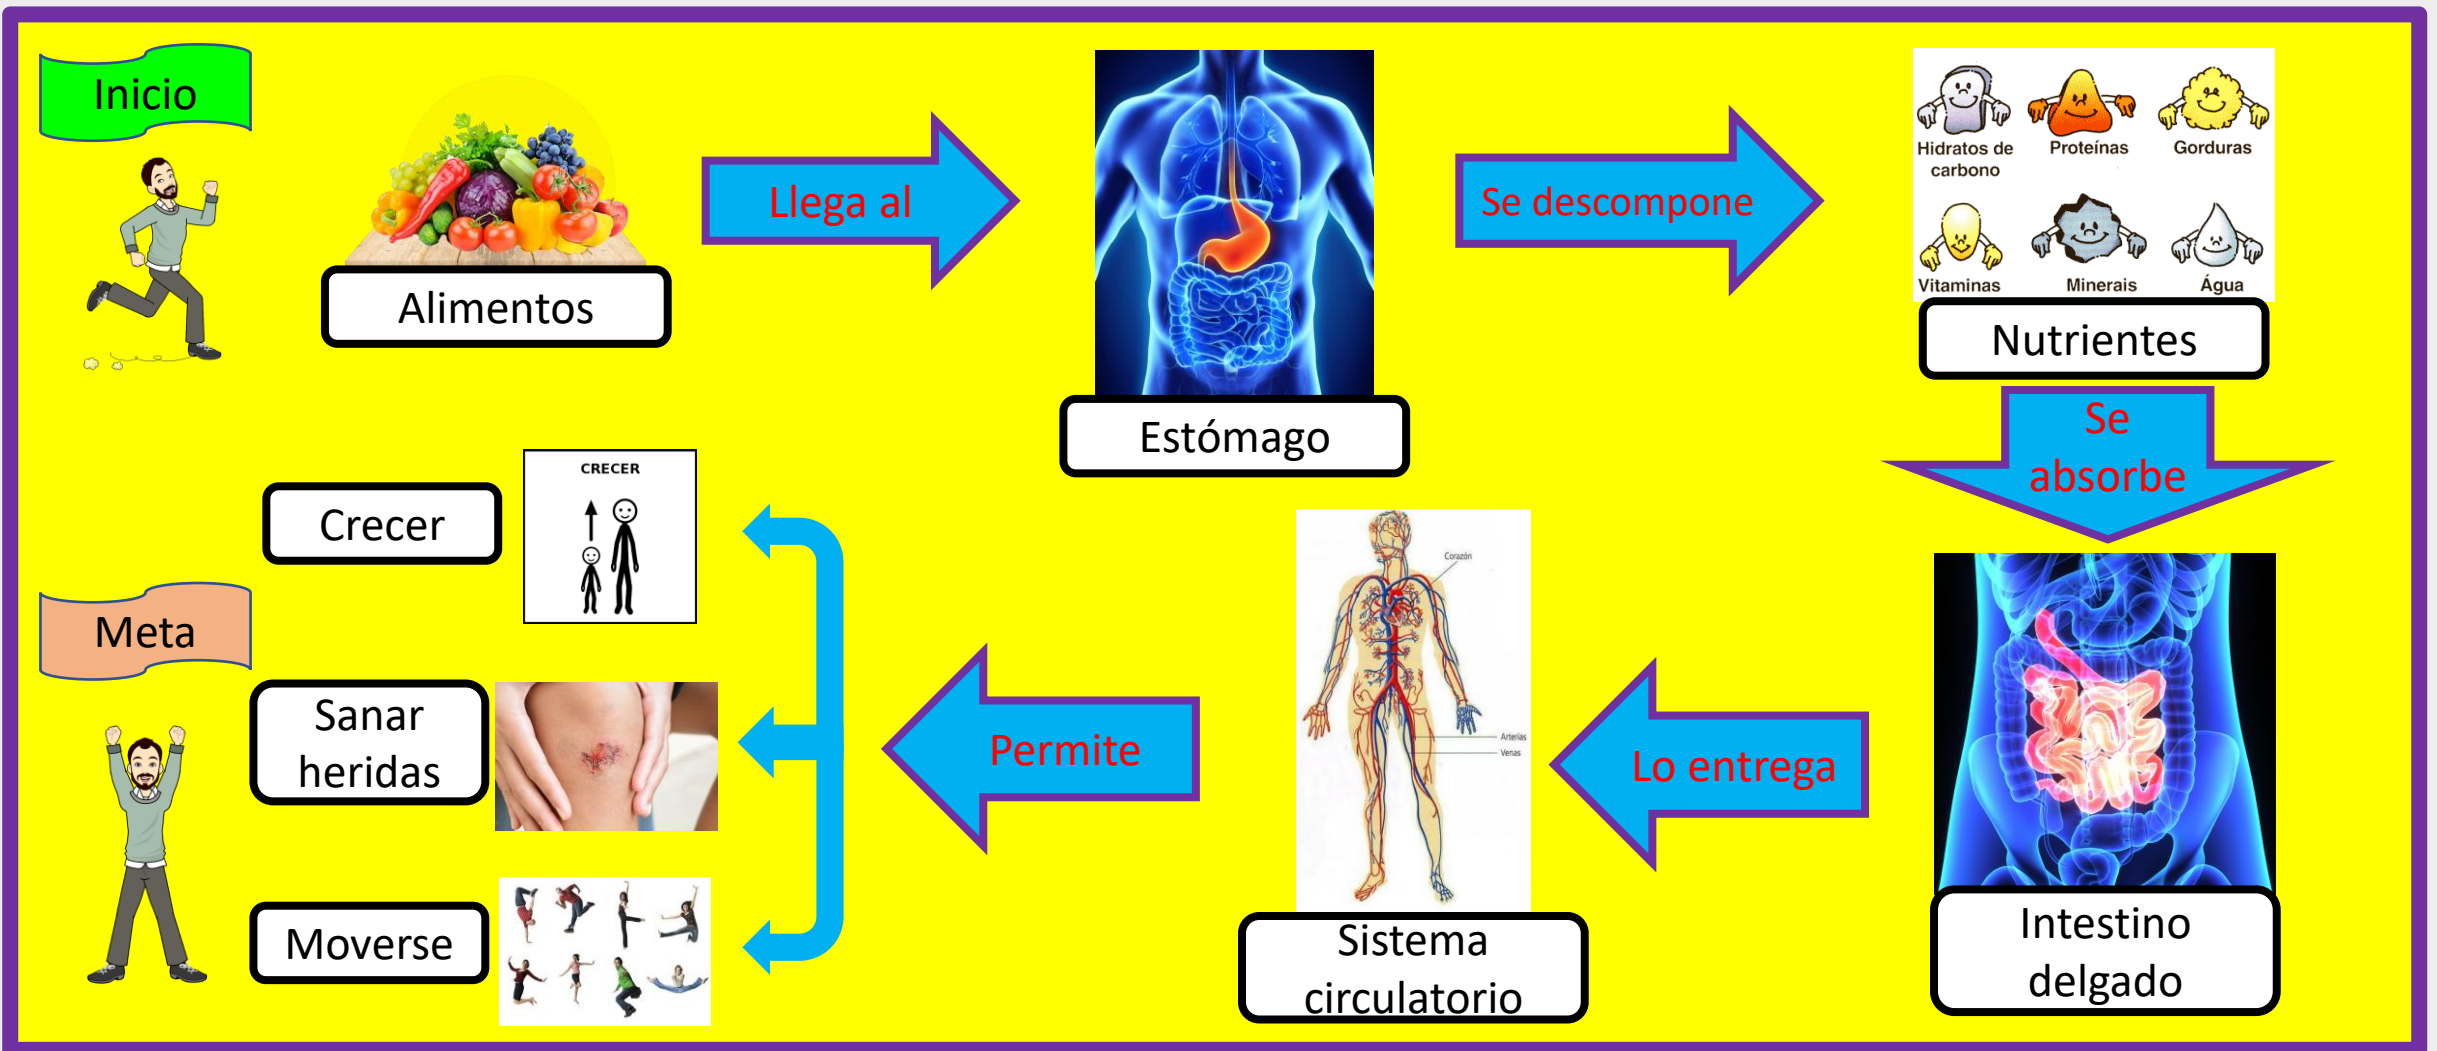 Inicio
Alimentos
Llega al
Estómago
Se descompone
Hidratos de
carbono
Proteínas
Gorduras
Vitaminas
Minerais
Água
Nutrientes
Se
absorbe
Intestino
delgado
Lo entrega
Corazón
Arterias
Venas
Sistema
circulatorio
Permite
CRECER
Crecer
Sanar
heridas
Moverse
Meta